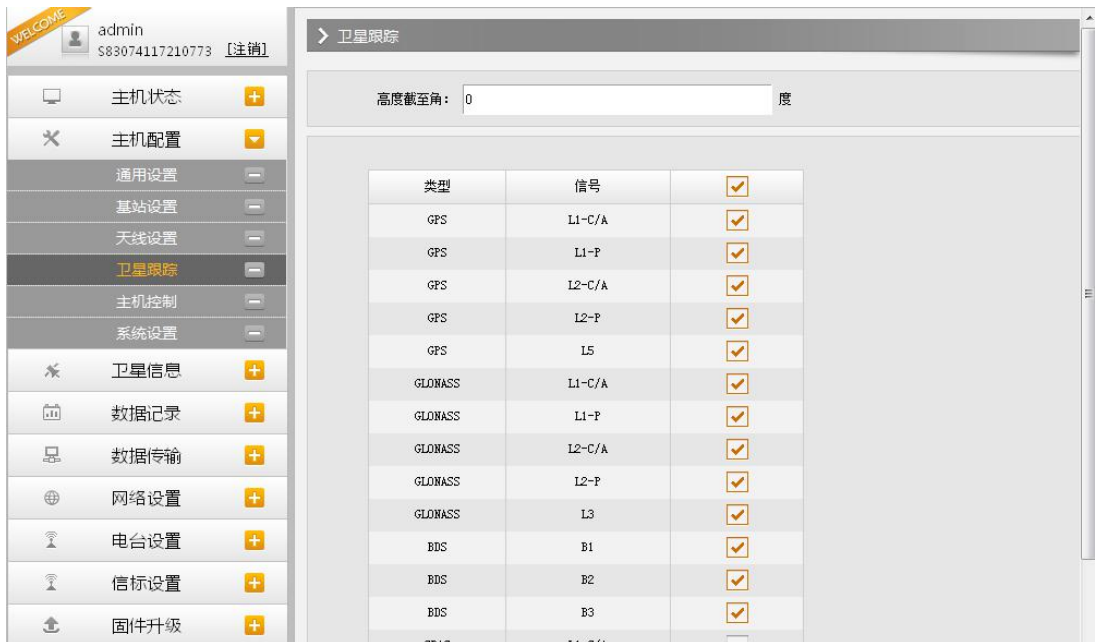 WELCOME
admin
S83074117210773 [注销]
主机状态
主机配置
通用设置
基站设置
天线设置
卫星跟踪
主机控制
系统设置
卫星信息
数据记录
数据传输
网络设置
电台设置
信标设置
固件升级
卫星跟踪
高度截至角: 0 度
类型 信号
GPS L1-C/A
GPS L1-P
GPS L2-C/A
GPS L2-P
GPS L5
GLONASS L1-C/A
GLONASS L1-P
GLONASS L2-C/A
GLONASS L2-P
GLONASS L3
BDS B1
BDS B2
BDS B3